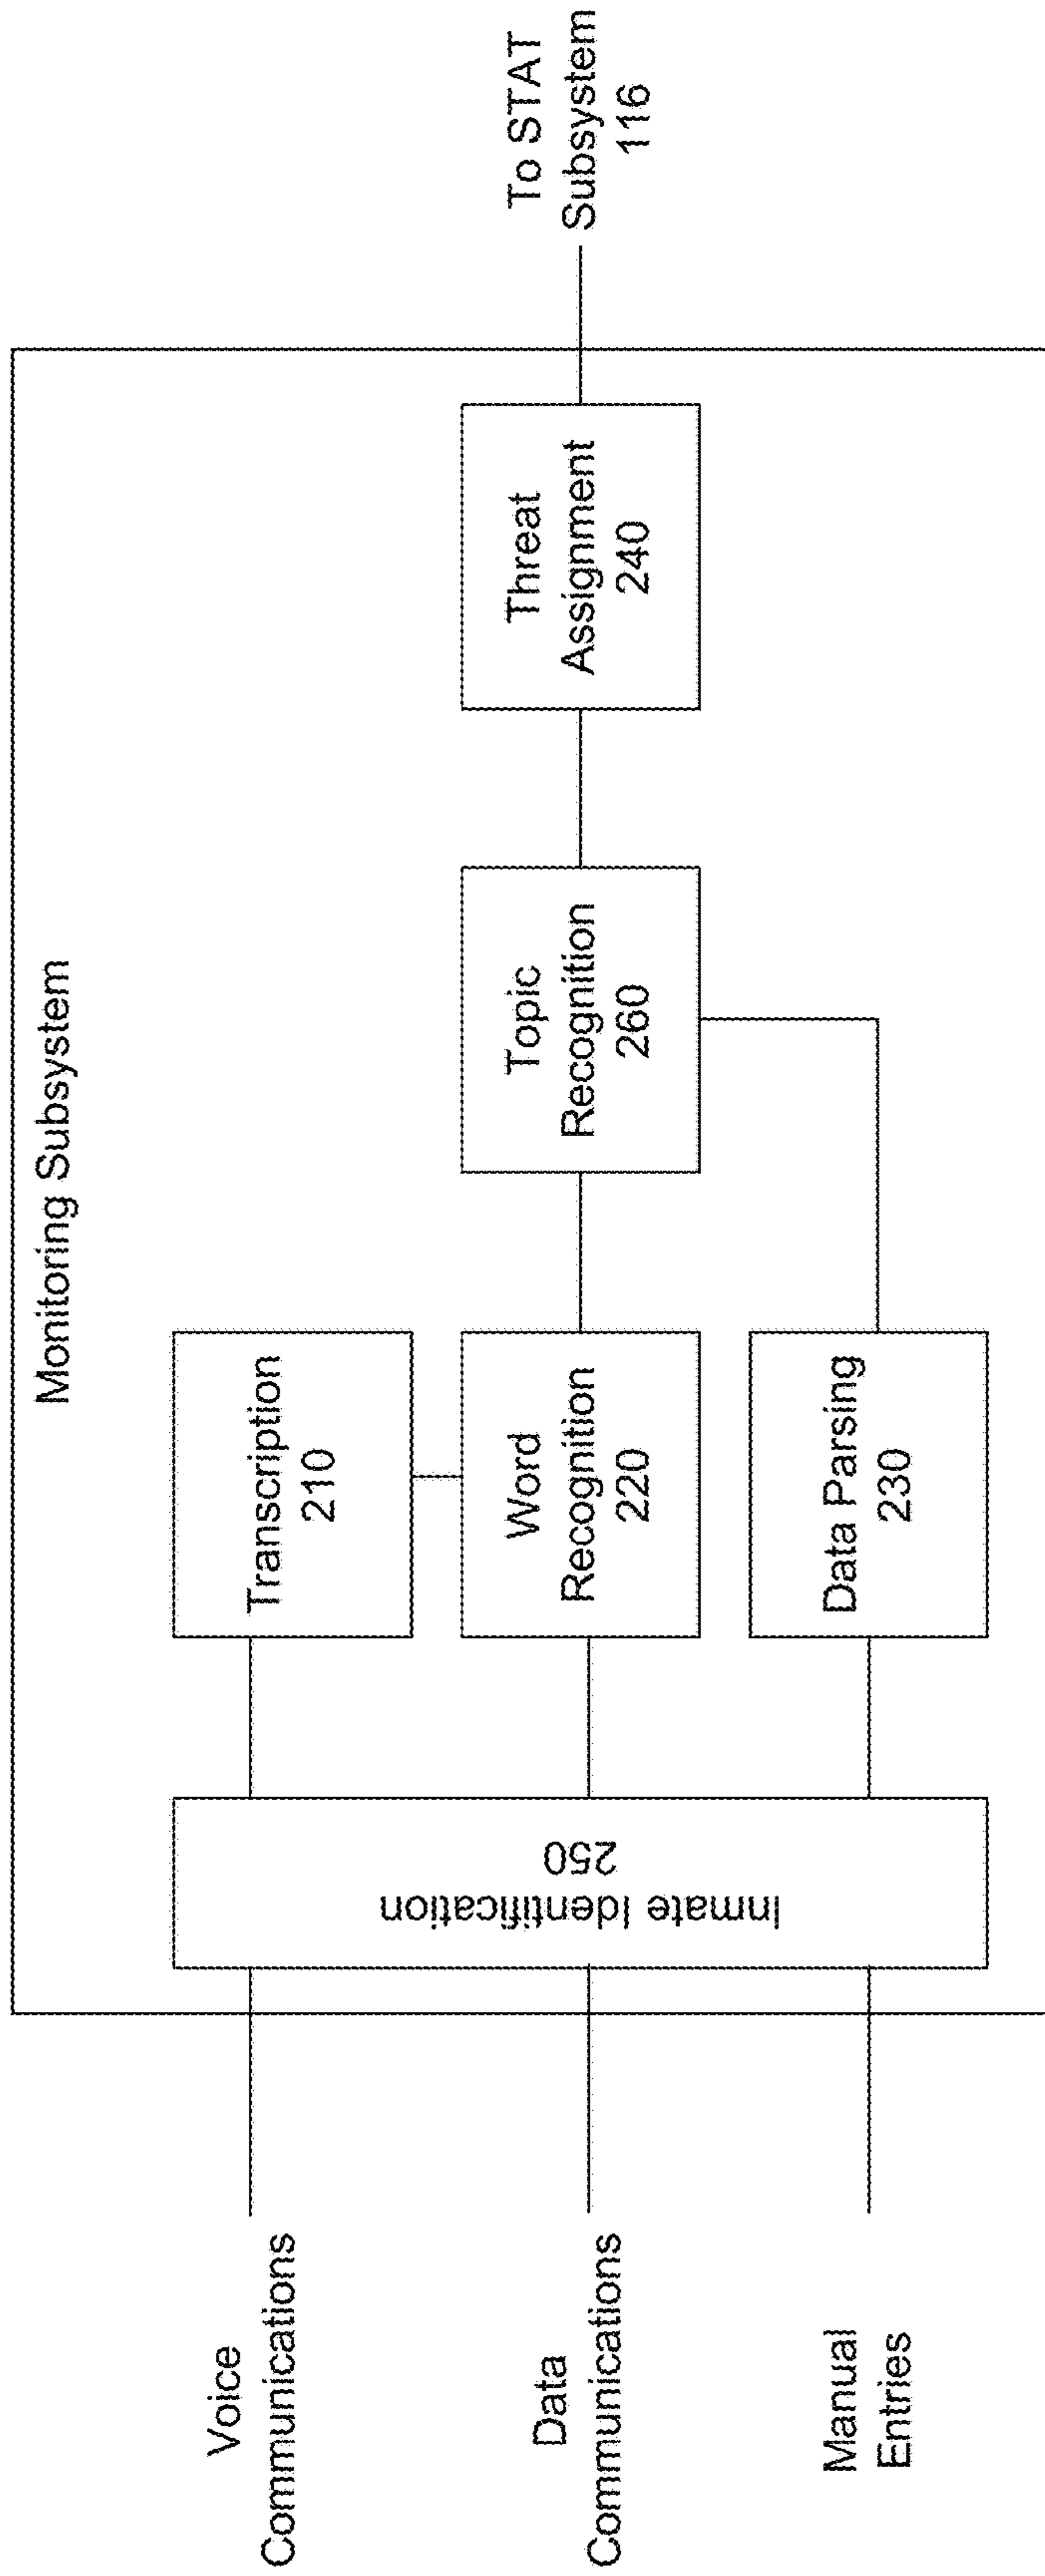 Monitoring Subsystem
Voice
Communications
Data
Communications
Manual
Entries
Inmate Identification
250
Transcription
210
Word
Recognition
220
Data Parsing
230
Topic
Recognition
260
Threat
Assignment
240
To STAT
Subsystem
116